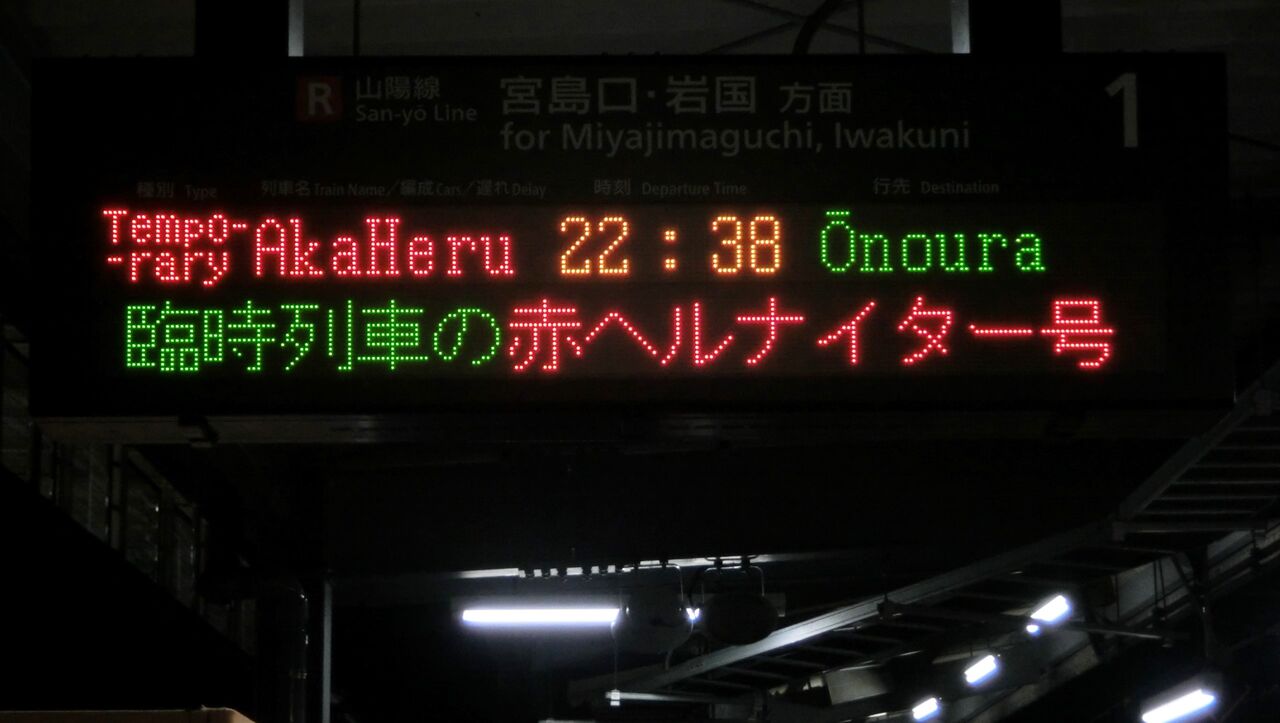 R 山陽線 San-yo Line 宮島口・岩国 方面 for Miyajimaguchi, Iwakuni 1
種別 Type 列車名 Train Name/編成 Cars/遅れ Delay 時刻 Departure Time 行先 Destination
Tempo-
-rary AkaHeru 22:38 Ōnoura
臨時列車の赤ヘルナイター号